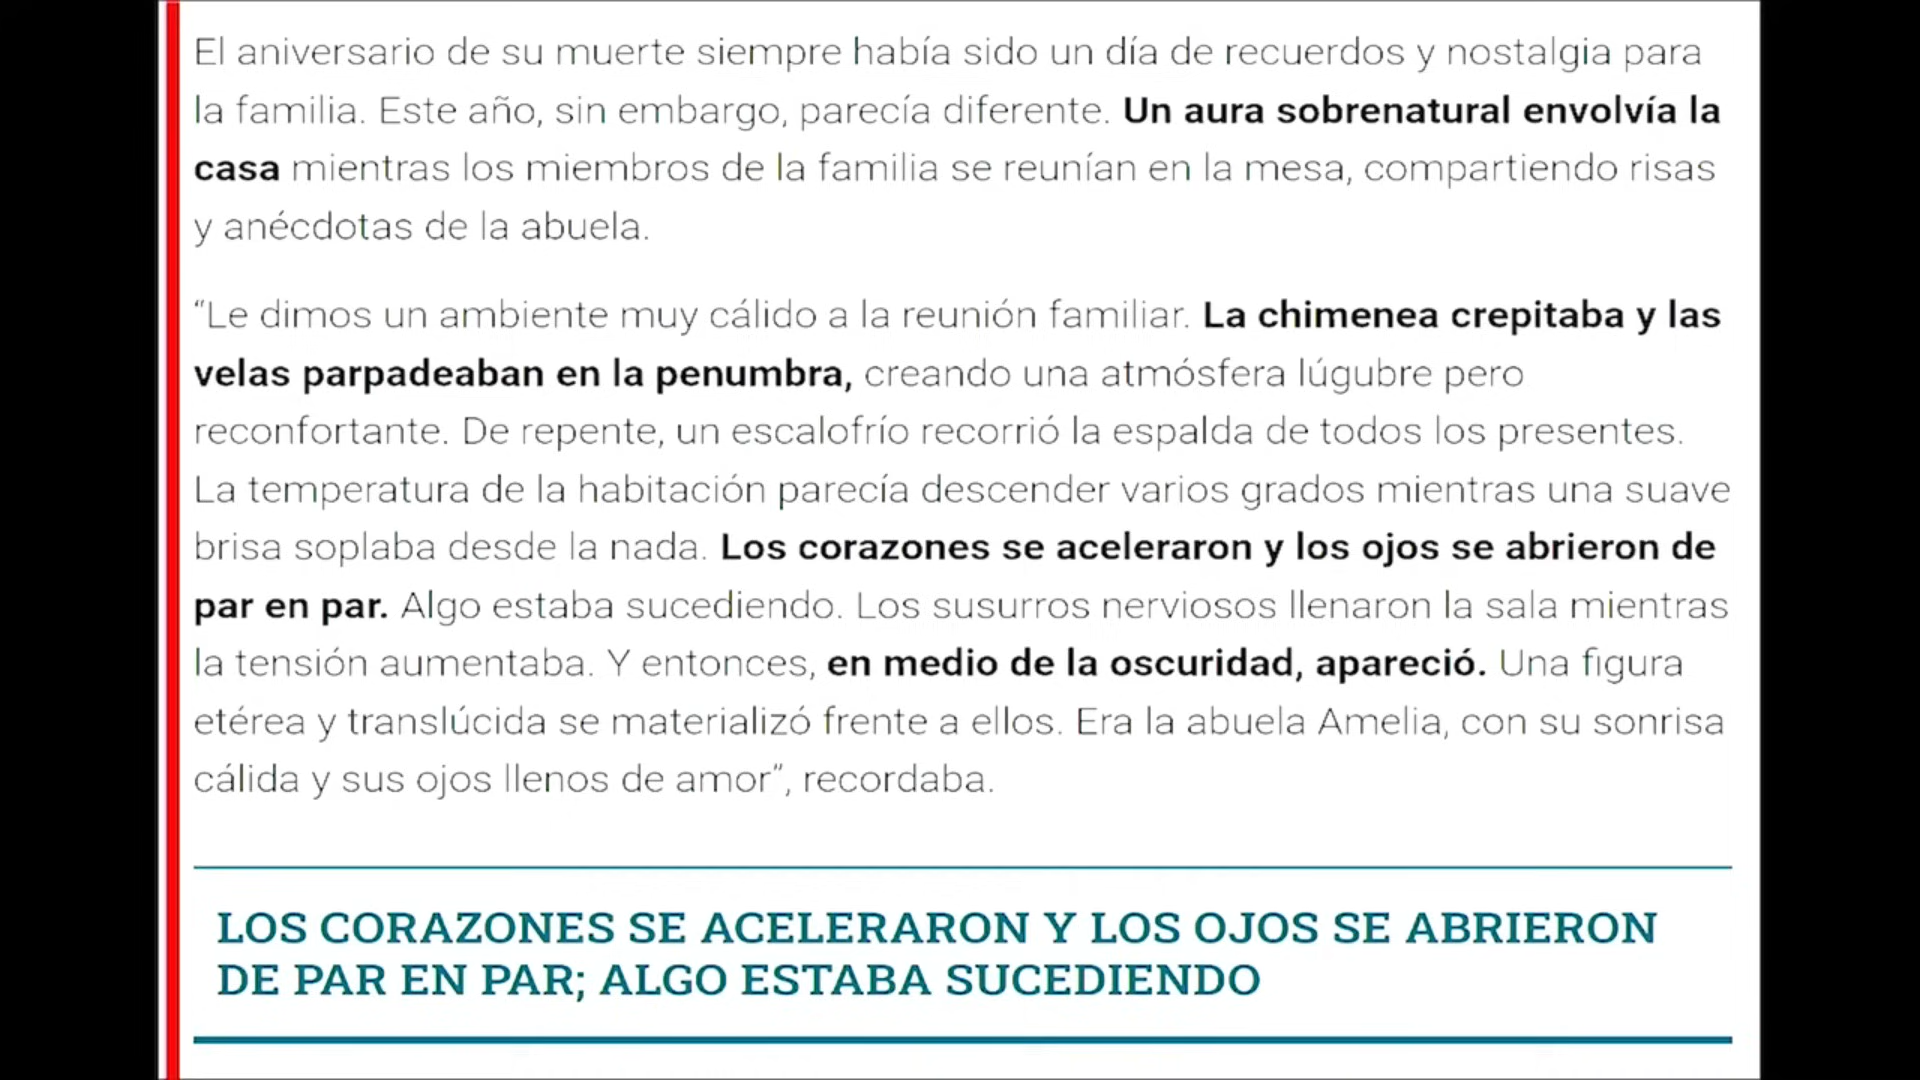 El aniversario de su muerte siempre había sido un día de recuerdos y nostalgia para
la familia. Este año, sin embargo, parecía diferente. Un aura sobrenatural envolvía la
casa mientras los miembros de la familia se reunían en la mesa, compartiendo risas
y anécdotas de la abuela.
“Le dimos un ambiente muy cálido a la reunión familiar. La chimenea crepitaba y las
velas parpadeaban en la penumbra, creando una atmósfera lúgubre pero
reconfortante. De repente, un escalofrío recorrió la espalda de todos los presentes.
La temperatura de la habitación parecía descender varios grados mientras una suave
brisa soplaba desde la nada. Los corazones se aceleraron y los ojos se abrieron de
par en par. Algo estaba sucediendo. Los susurros nerviosos llenaron la sala mientras
la tensión aumentaba. Y entonces, en medio de la oscuridad, apareció. Una figura
etérea y translúcida se materializó frente a ellos. Era la abuela Amelia, con su sonrisa
cálida y sus ojos llenos de amor”, recordaba.
LOS CORAZONES SE ACELERARON Y LOS OJOS SE ABRIERON
DE PAR EN PAR; ALGO ESTABA SUCEDIENDO